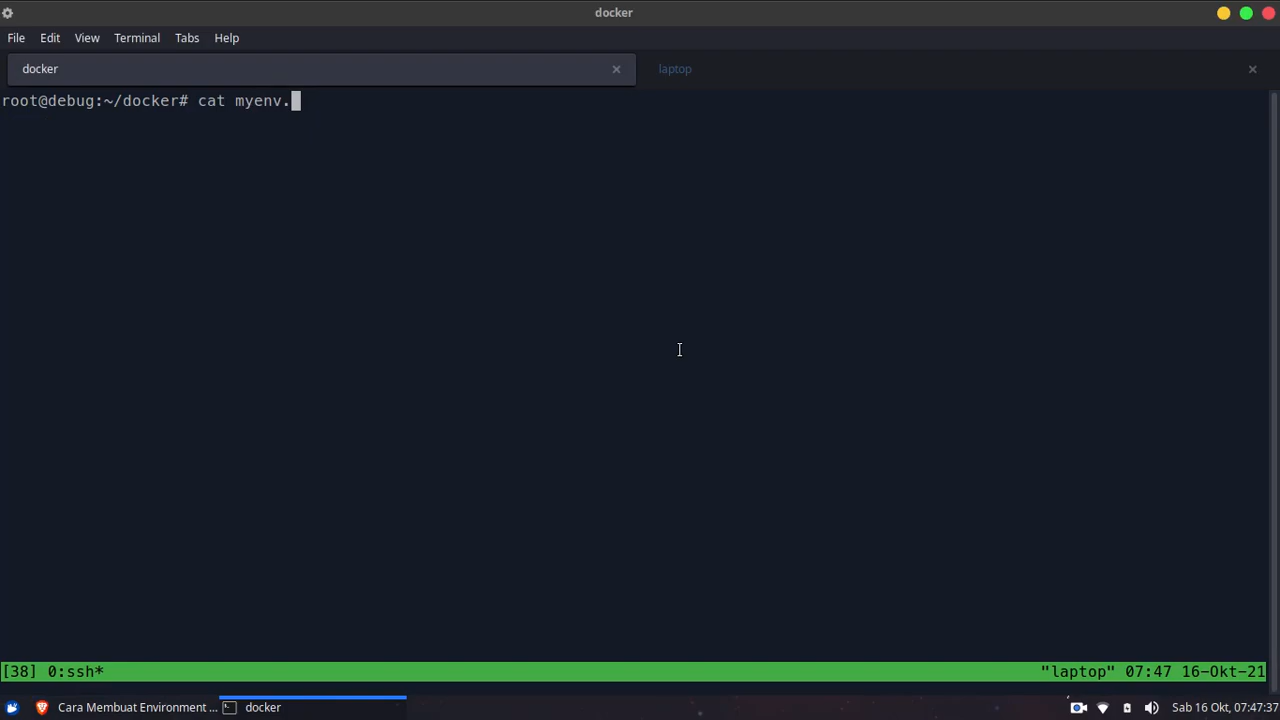 docker
File Edit View Terminal Tabs Help
docker laptop
root@debug:~/docker# cat myenv.
[38] 0:ssh* "laptop" 07:47 16-Okt-21
Cara Membuat Environment ... docker Sab 16 Okt, 07:47:37